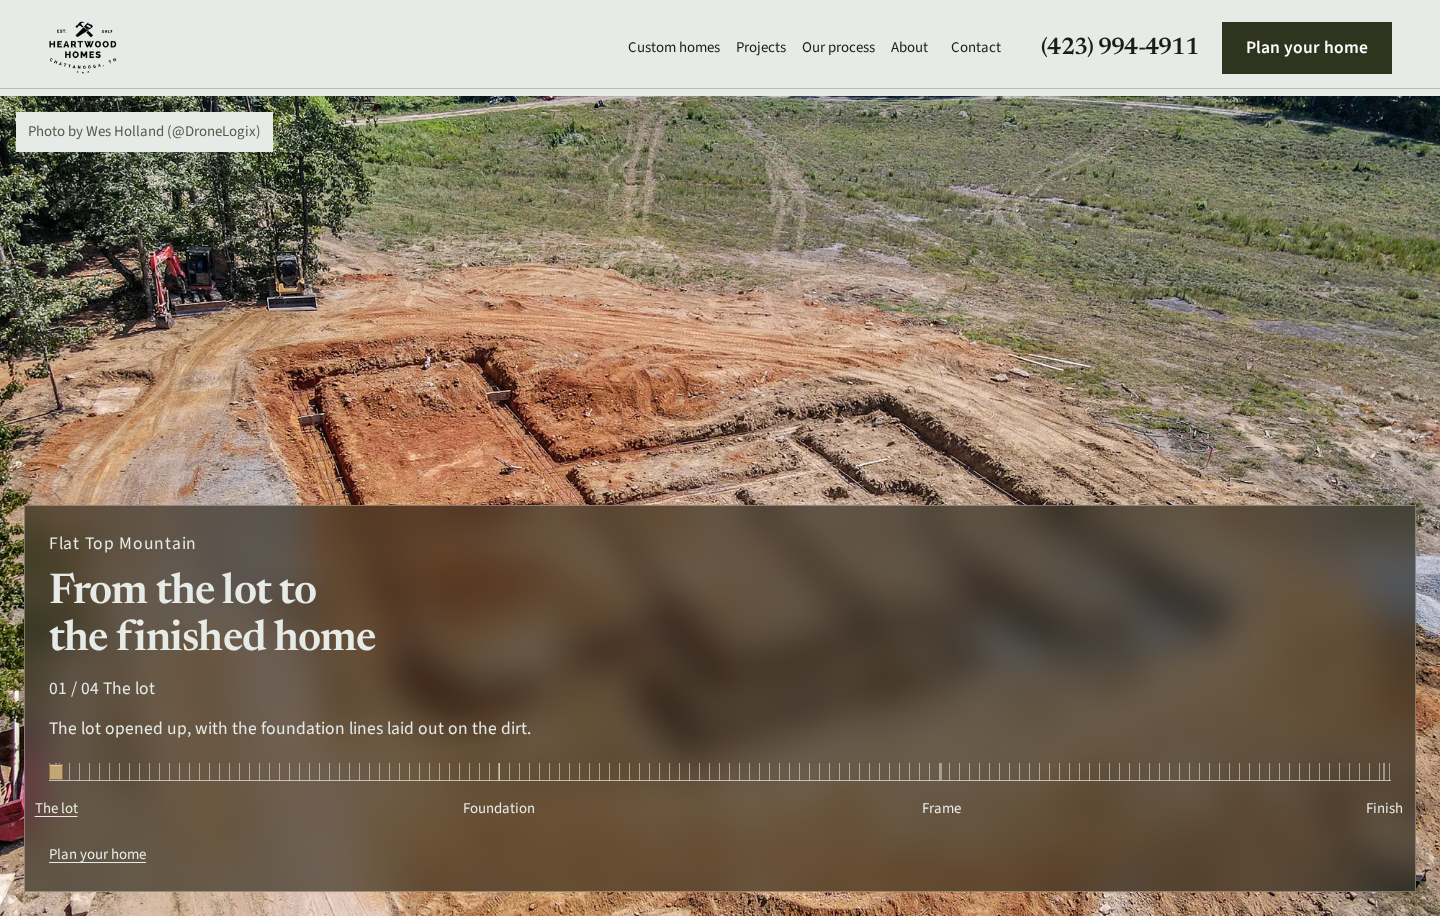 EST. 2017
HEARTWOOD
HOMES
CHATTANOOGA, TN
Custom homes
Projects
Our process
About
Contact
(423) 994-4911
Plan your home
Photo by Wes Holland (@DroneLogix)
Flat Top Mountain
From the lot to
the finished home
01 / 04 The lot
The lot opened up, with the foundation lines laid out on the dirt.
The lot
Foundation
Frame
Finish
Plan your home